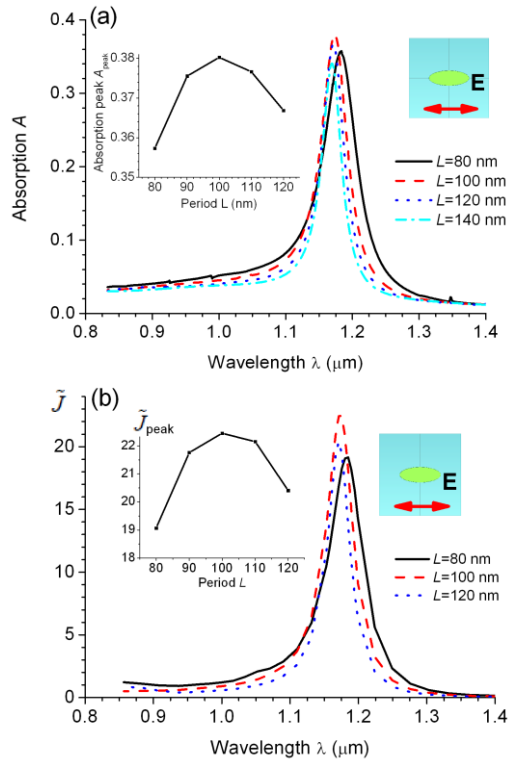 (a)
Absorption A
0.4
0.3
0.2
0.1
0.0
0.8 0.9 1.0 1.1 1.2 1.3 1.4
Wavelength λ (μm)
Absorption peak A_peak
0.38
0.37
0.36
0.35
80 90 100 110 120
Period L (nm)
E
L=80 nm
L=100 nm
L=120 nm
L=140 nm
(b)
J̃
20
15
10
5
0
0.8 0.9 1.0 1.1 1.2 1.3 1.4
Wavelength λ (μm)
J̃peak
22
21
20
19
18
80 90 100 110 120
Period L
E
L=80 nm
L=100 nm
L=120 nm